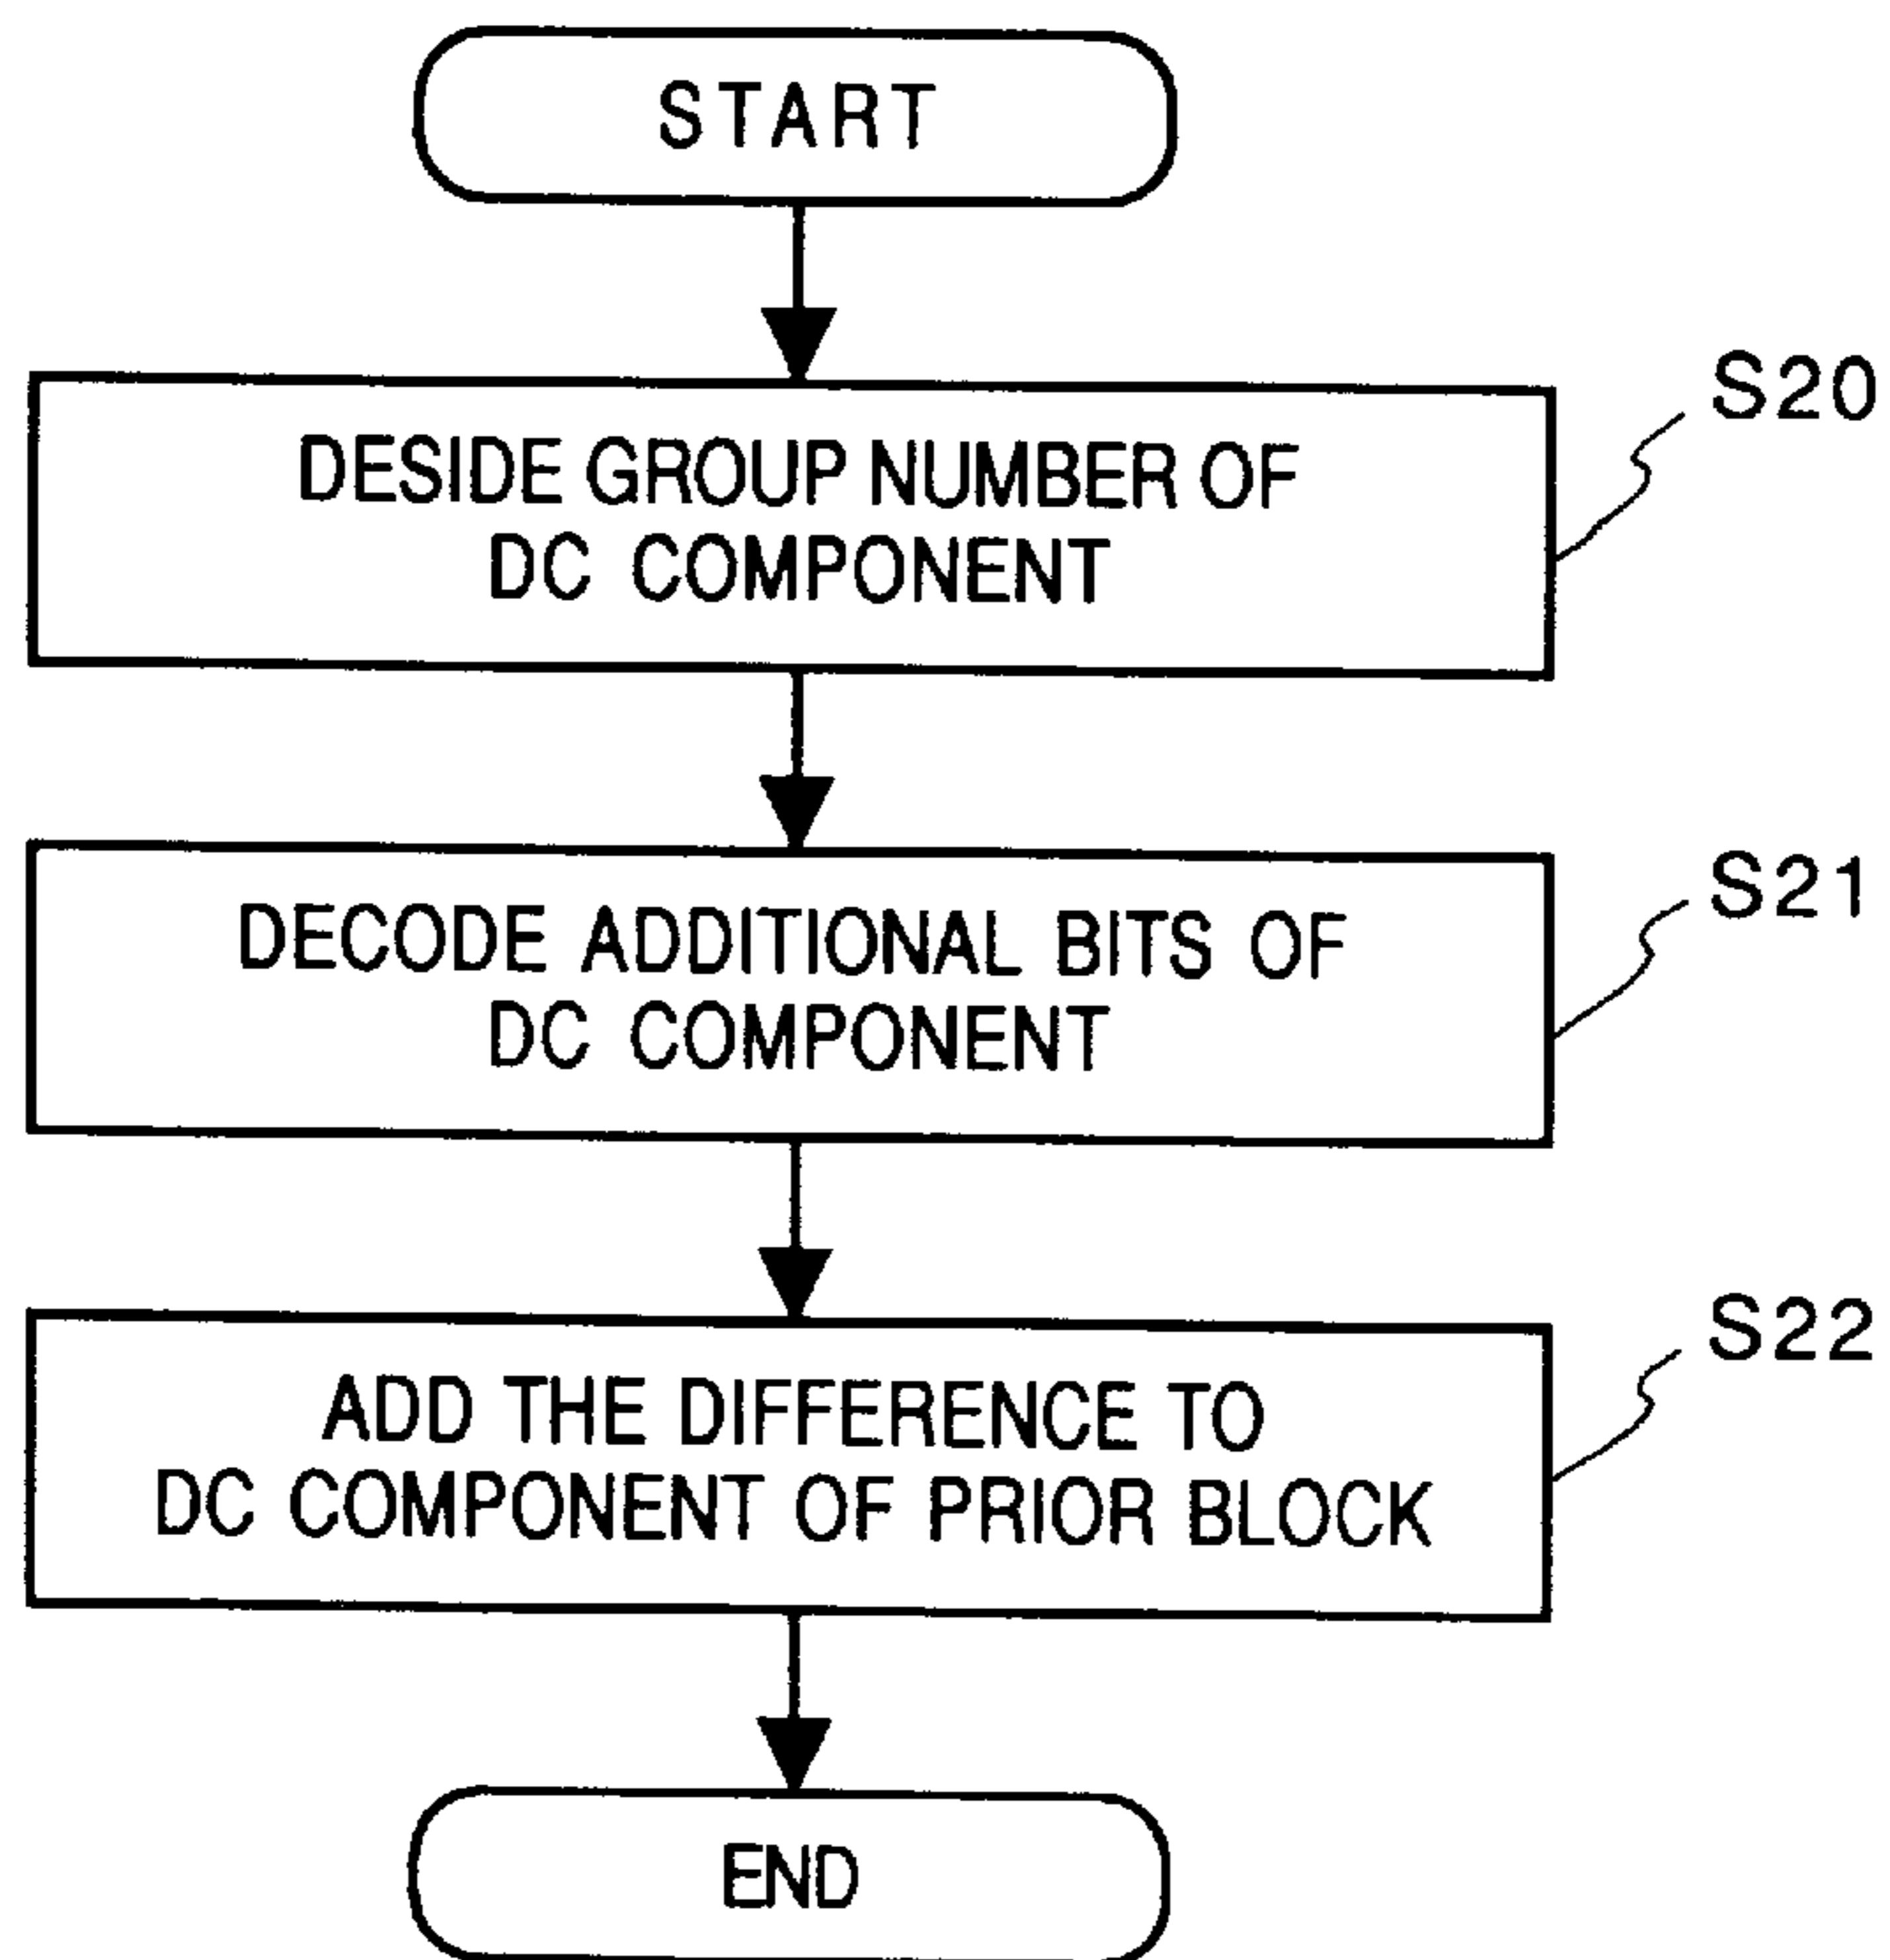 START
S20
DESIDE GROUP NUMBER OF
DC COMPONENT
S21
DECODE ADDITIONAL BITS OF
DC COMPONENT
S22
ADD THE DIFFERENCE TO
DC COMPONENT OF PRIOR BLOCK
END